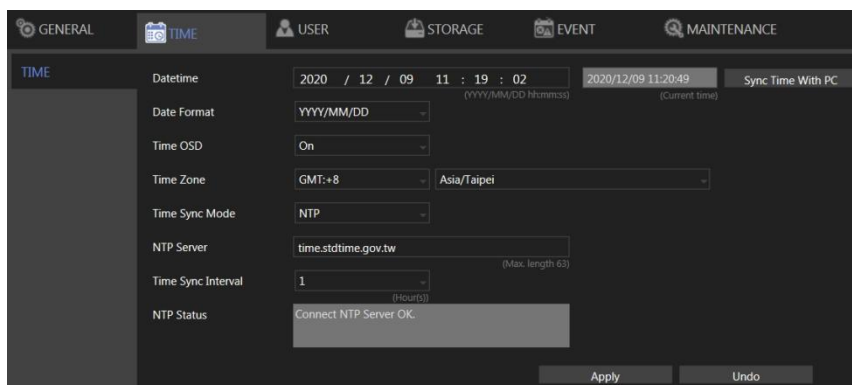 GENERAL TIME USER STORAGE EVENT MAINTENANCE
TIME
Datetime 2020 / 12 / 09 11 : 19 : 02 2020/12/09 11:20:49 Sync Time With PC
(YYYY/MM/DD hh:mm:ss) (Current time)
Date Format YYYY/MM/DD
Time OSD On
Time Zone GMT:+8 Asia/Taipei
Time Sync Mode NTP
NTP Server time.stdtime.gov.tw
(Max. length 63)
Time Sync Interval 1
(Hour(s))
NTP Status Connect NTP Server OK.
Apply Undo